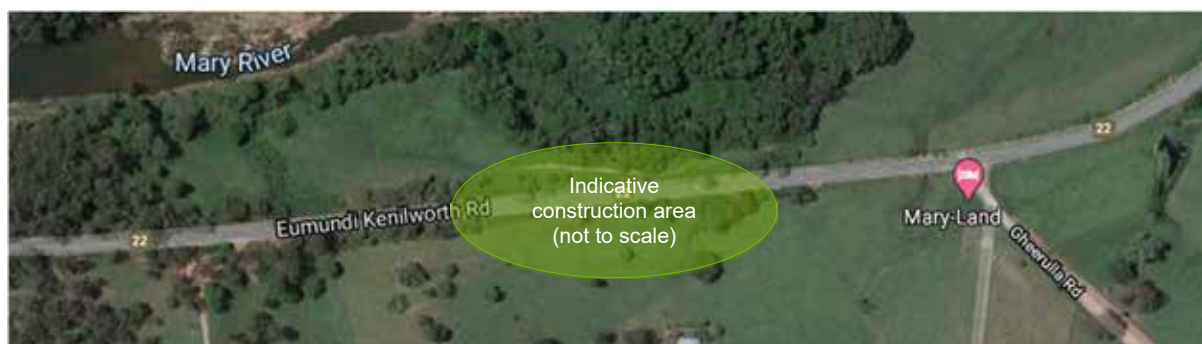 Mary River
Indicative
construction area
(not to scale)
22
Eumundi Kenilworth Rd
22
Mary-Land
Gheerulla Rd